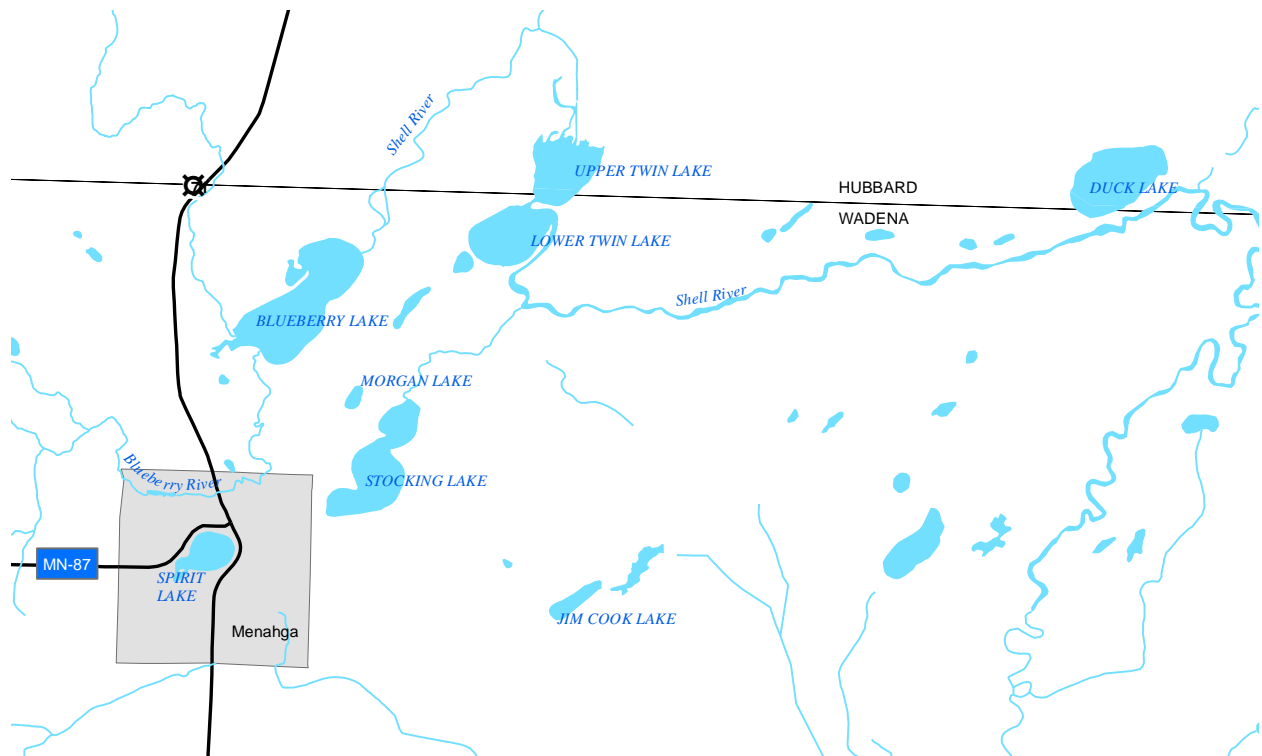 Shell River
UPPER TWIN LAKE
HUBBARD
DUCK LAKE
WADENA
LOWER TWIN LAKE
Shell River
BLUEBERRY LAKE
MORGAN LAKE
Blueberry River
STOCKING LAKE
MN-87
SPIRIT
LAKE
JIM COOK LAKE
Menahga